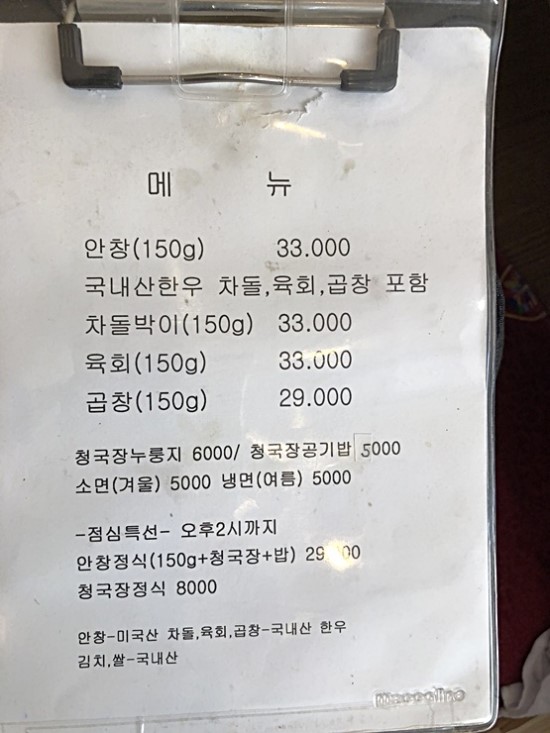 메 뉴
안창(150g) 33.000
국내산한우 차돌,육회,곱창 포함
차돌박이(150g) 33.000
육회(150g) 33.000
곱창(150g) 29.000
청국장누룽지 6000/ 청국장공기밥 5000
소면(겨울) 5000 냉면(여름) 5000
-점심특선- 오후2시까지
안창정식(150g+청국장+밥)
청국장정식 8000
안창-미국산 차돌,육회,곱창-국내산 한우
김치,쌀-국내산